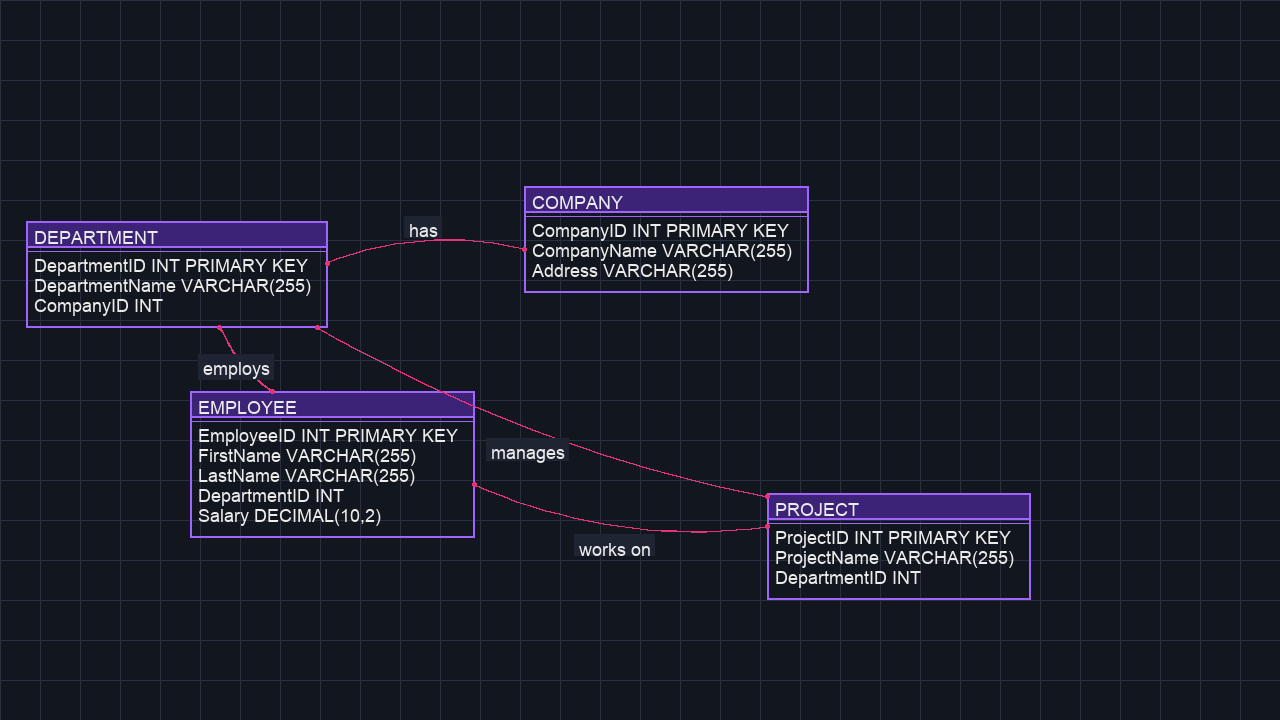 COMPANY
CompanyID INT PRIMARY KEY
CompanyName VARCHAR(255)
Address VARCHAR(255)
has
DEPARTMENT
DepartmentID INT PRIMARY KEY
DepartmentName VARCHAR(255)
CompanyID INT
employs
EMPLOYEE
EmployeeID INT PRIMARY KEY
FirstName VARCHAR(255)
LastName VARCHAR(255)
DepartmentID INT
Salary DECIMAL(10,2)
manages
works on
PROJECT
ProjectID INT PRIMARY KEY
ProjectName VARCHAR(255)
DepartmentID INT